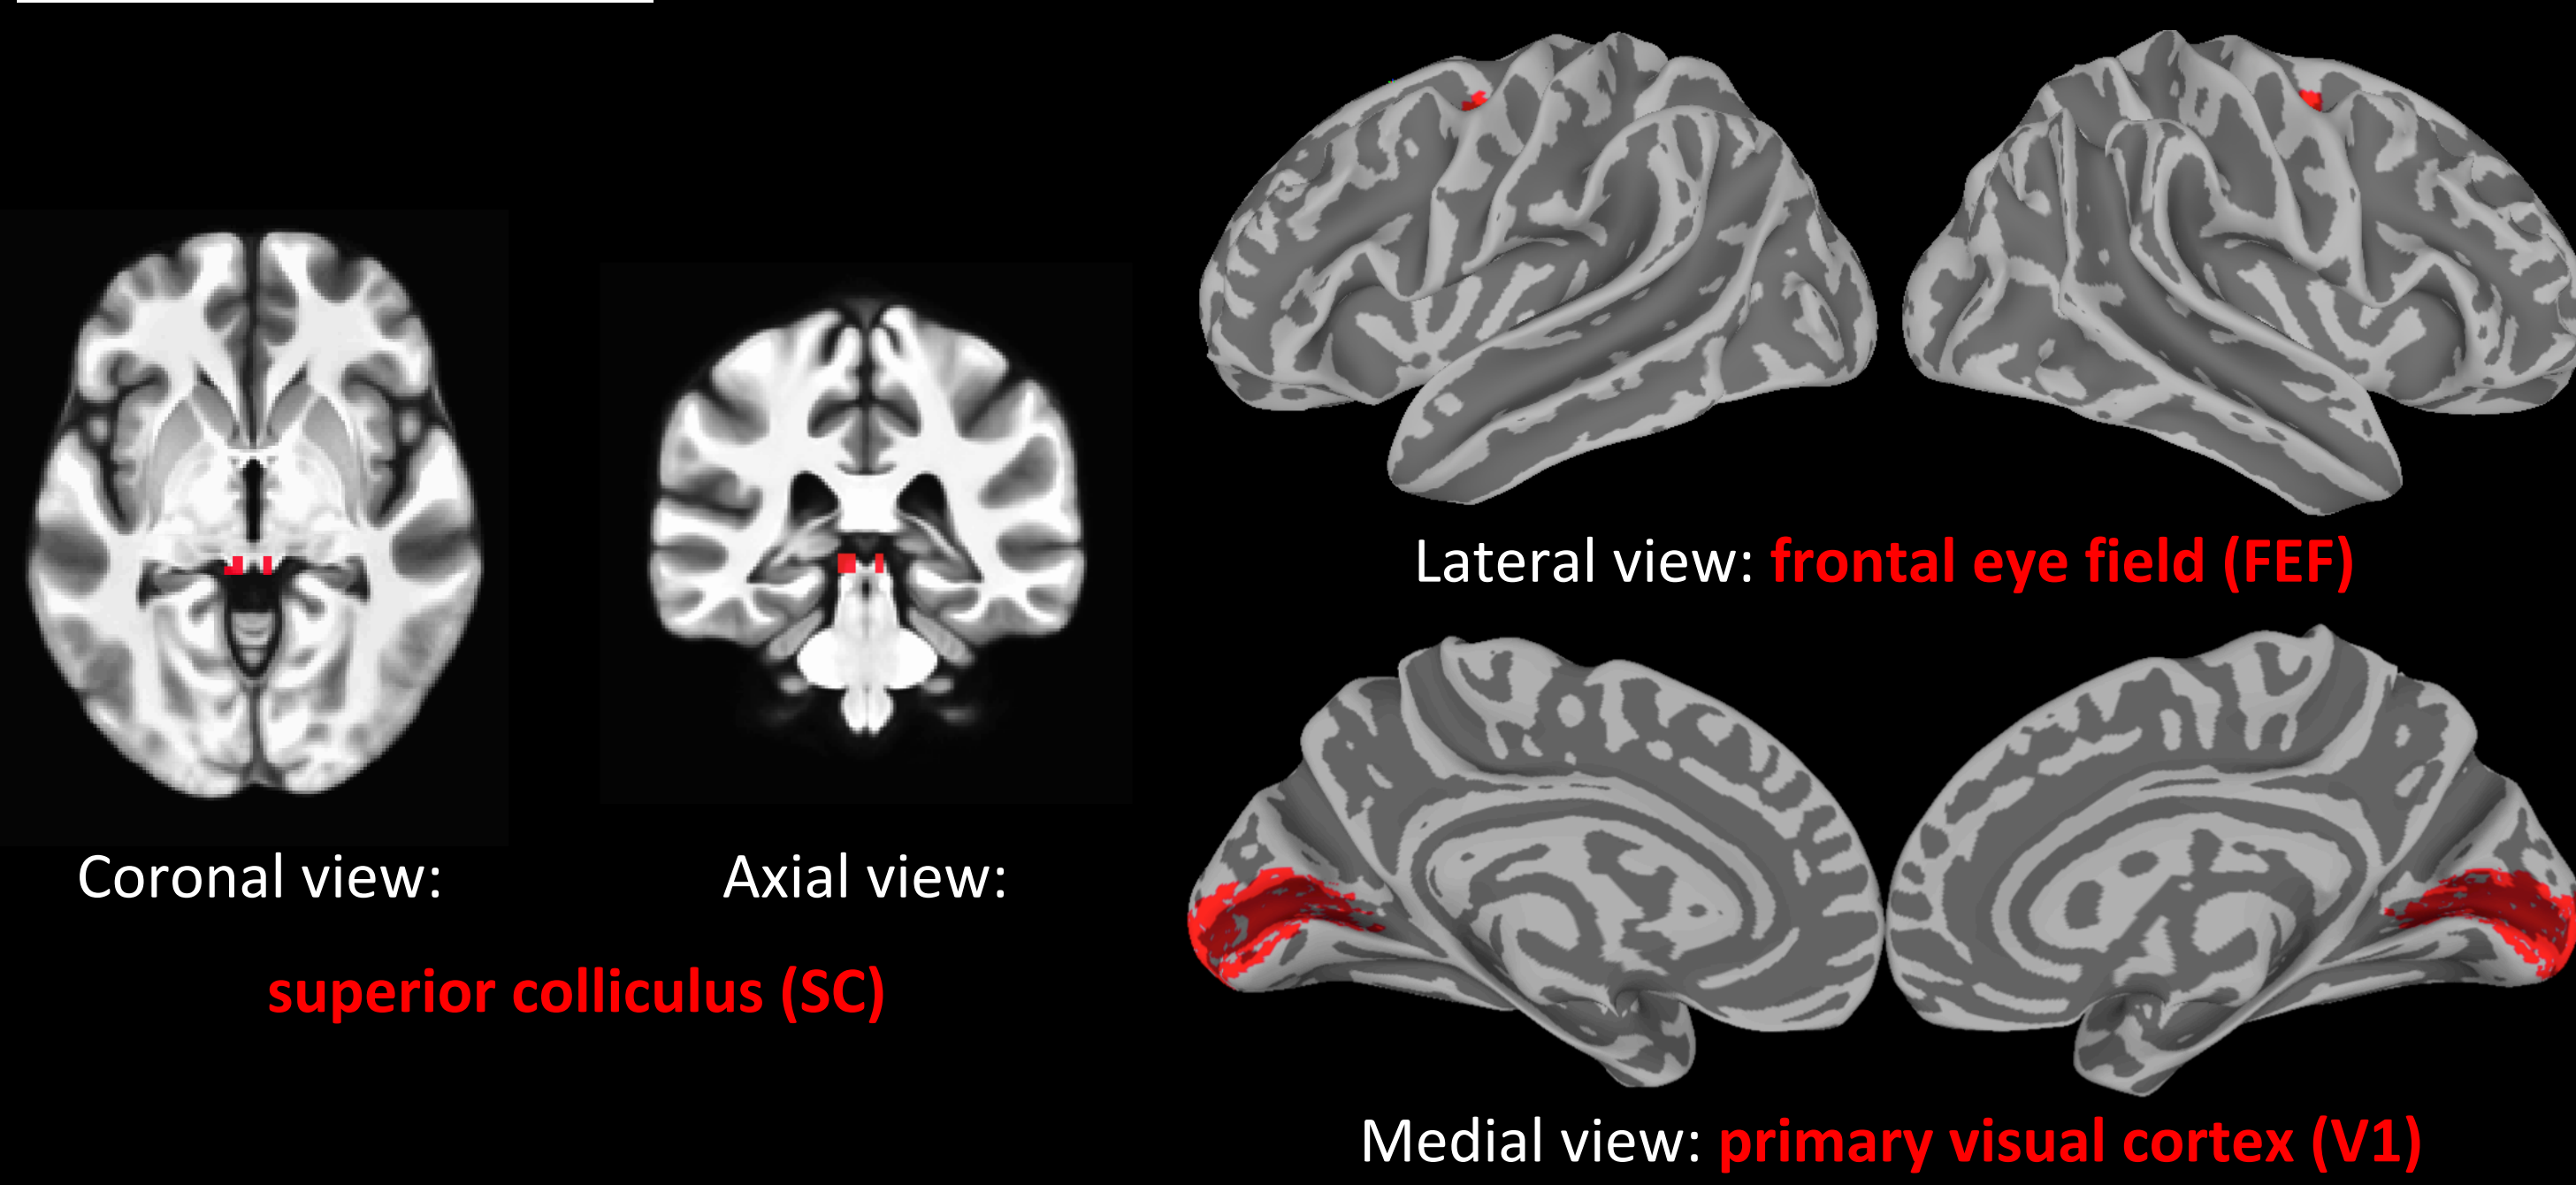 Coronal view:
Axial view:
superior colliculus (SC)
Lateral view: frontal eye field (FEF)
Medial view: primary visual cortex (V1)